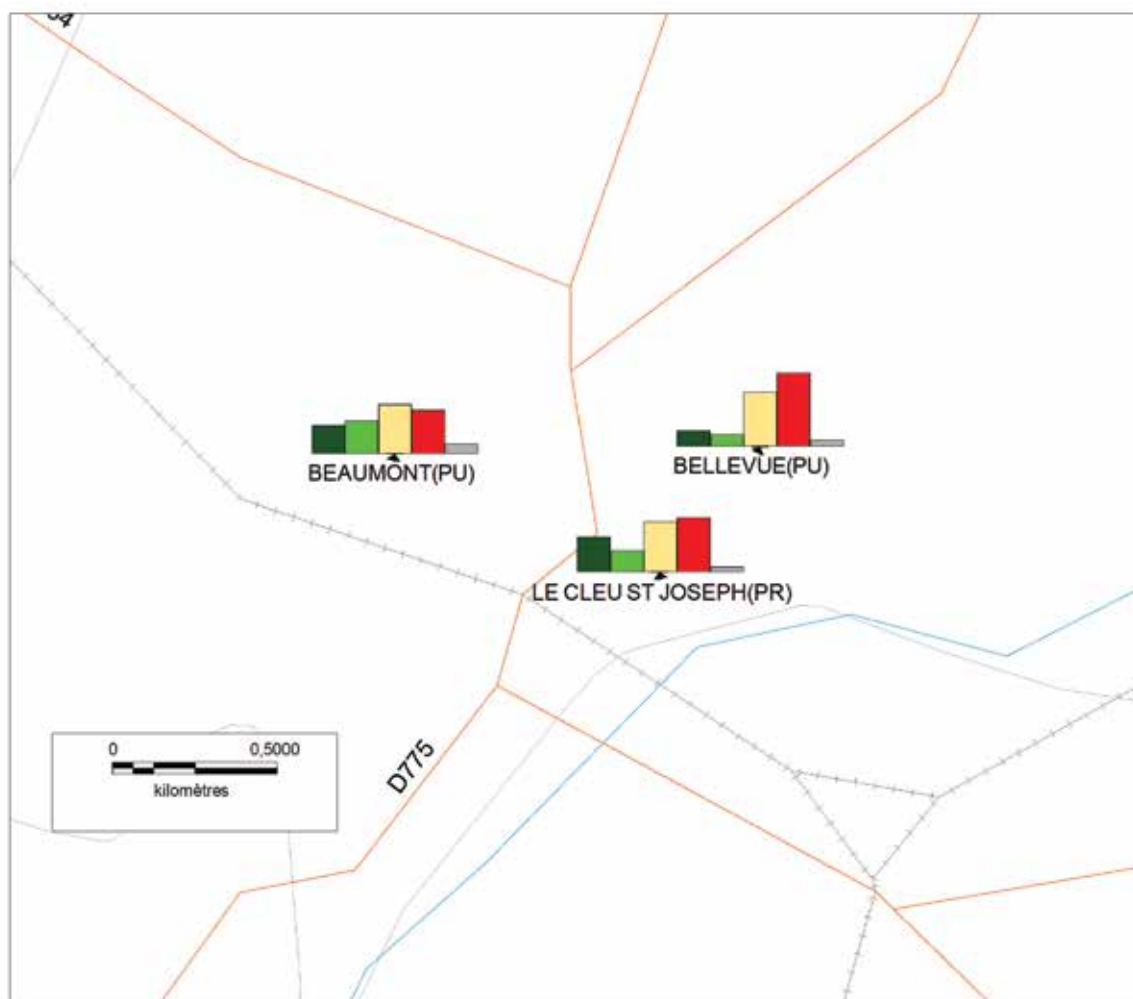 BEAUMONT(PU)
BELLEVUE(PU)
LE CLEU ST JOSEPH(PR)
D775
0 0,5000
kilomètres